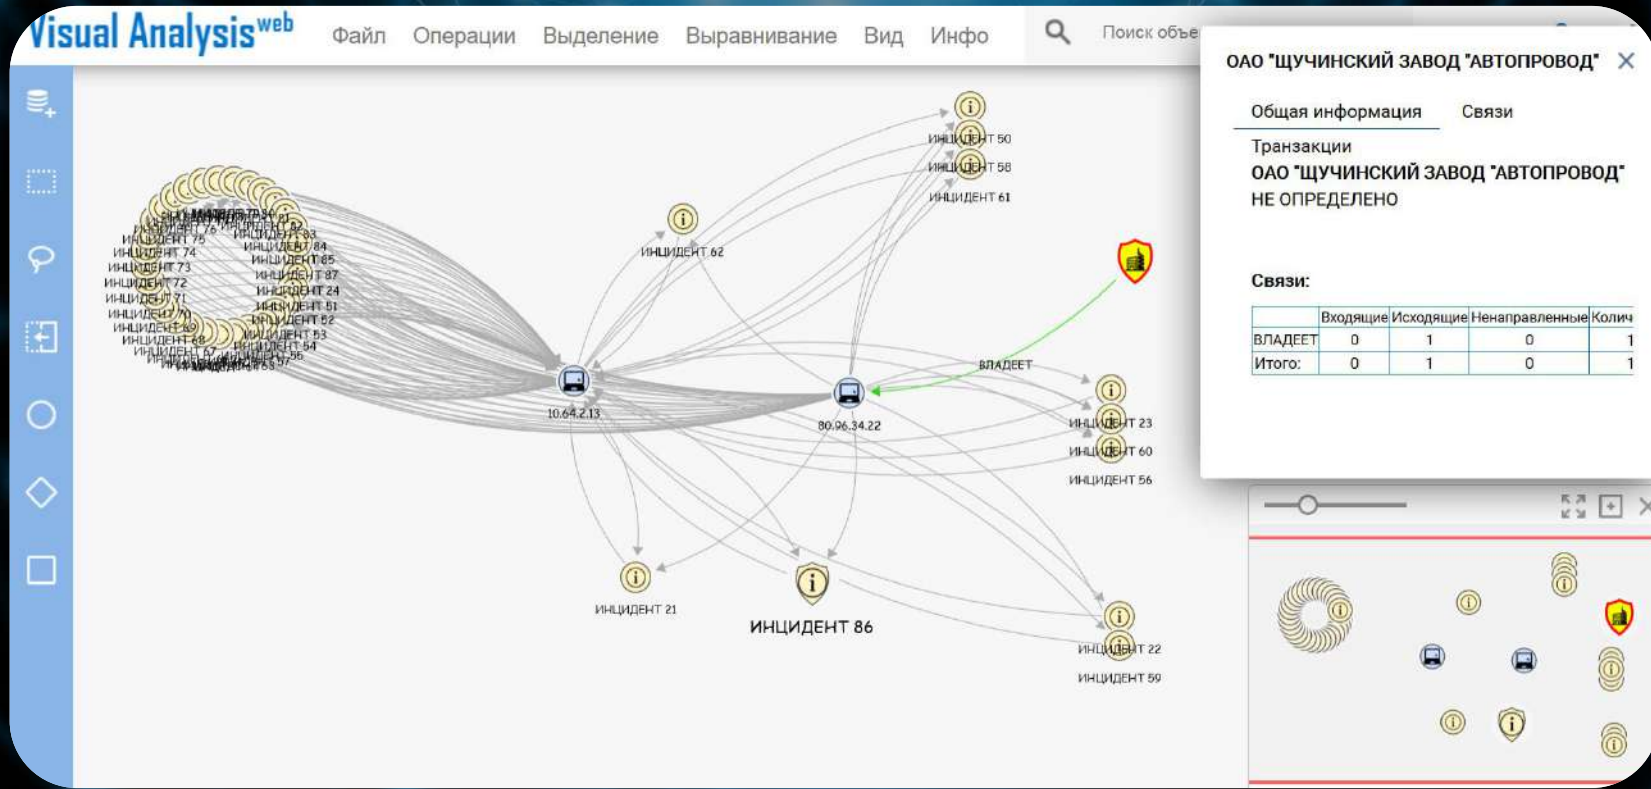 Visual Analysis web
Файл Операции Выделение Выравнивание Вид Инфо
Поиск объе
ОАО "ЩУЧИНСКИЙ ЗАВОД "АВТОПРОВОД"
Общая информация Связи
Транзакции
ОАО "ЩУЧИНСКИЙ ЗАВОД "АВТОПРОВОД"
НЕ ОПРЕДЕЛЕНО
Связи:
Входящие Исходящие Ненаправленные Колич
ВЛАДЕЕТ 0 1 0 1
Итого: 0 1 0 1
ИНЦИДЕНТ 50
ИНЦИДЕНТ 58
ИНЦИДЕНТ 61
ИНЦИДЕНТ 62
ИНЦИДЕНТ 76
ИНЦИДЕНТ 75
ИНЦИДЕНТ 74
ИНЦИДЕНТ 73
ИНЦИДЕНТ 72
ИНЦИДЕНТ 71
ИНЦИДЕНТ 70
ИНЦИДЕНТ 69
ИНЦИДЕНТ 68
ИНЦИДЕНТ 67
ИНЦИДЕНТ 83
ИНЦИДЕНТ 84
ИНЦИДЕНТ 85
ИНЦИДЕНТ 87
ИНЦИДЕНТ 24
ИНЦИДЕНТ 51
ИНЦИДЕНТ 52
ИНЦИДЕНТ 53
ИНЦИДЕНТ 54
ВЛАДЕЕТ
10.64.2.13
80.96.34.22
ИНЦИДЕНТ 23
ИНЦИДЕНТ 60
ИНЦИДЕНТ 56
ИНЦИДЕНТ 21
ИНЦИДЕНТ 86
ИНЦИДЕНТ 22
ИНЦИДЕНТ 59